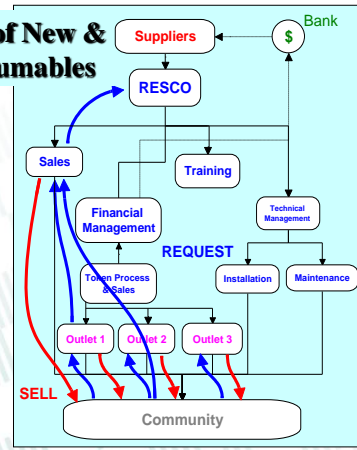 of New &
umables
Suppliers
$
Bank
RESCO
Sales
Training
Financial
Management
Technical
Management
REQUEST
Token Process
& Sales
Installation
Maintenance
Outlet 1
Outlet 2
Outlet 3
SELL
Community